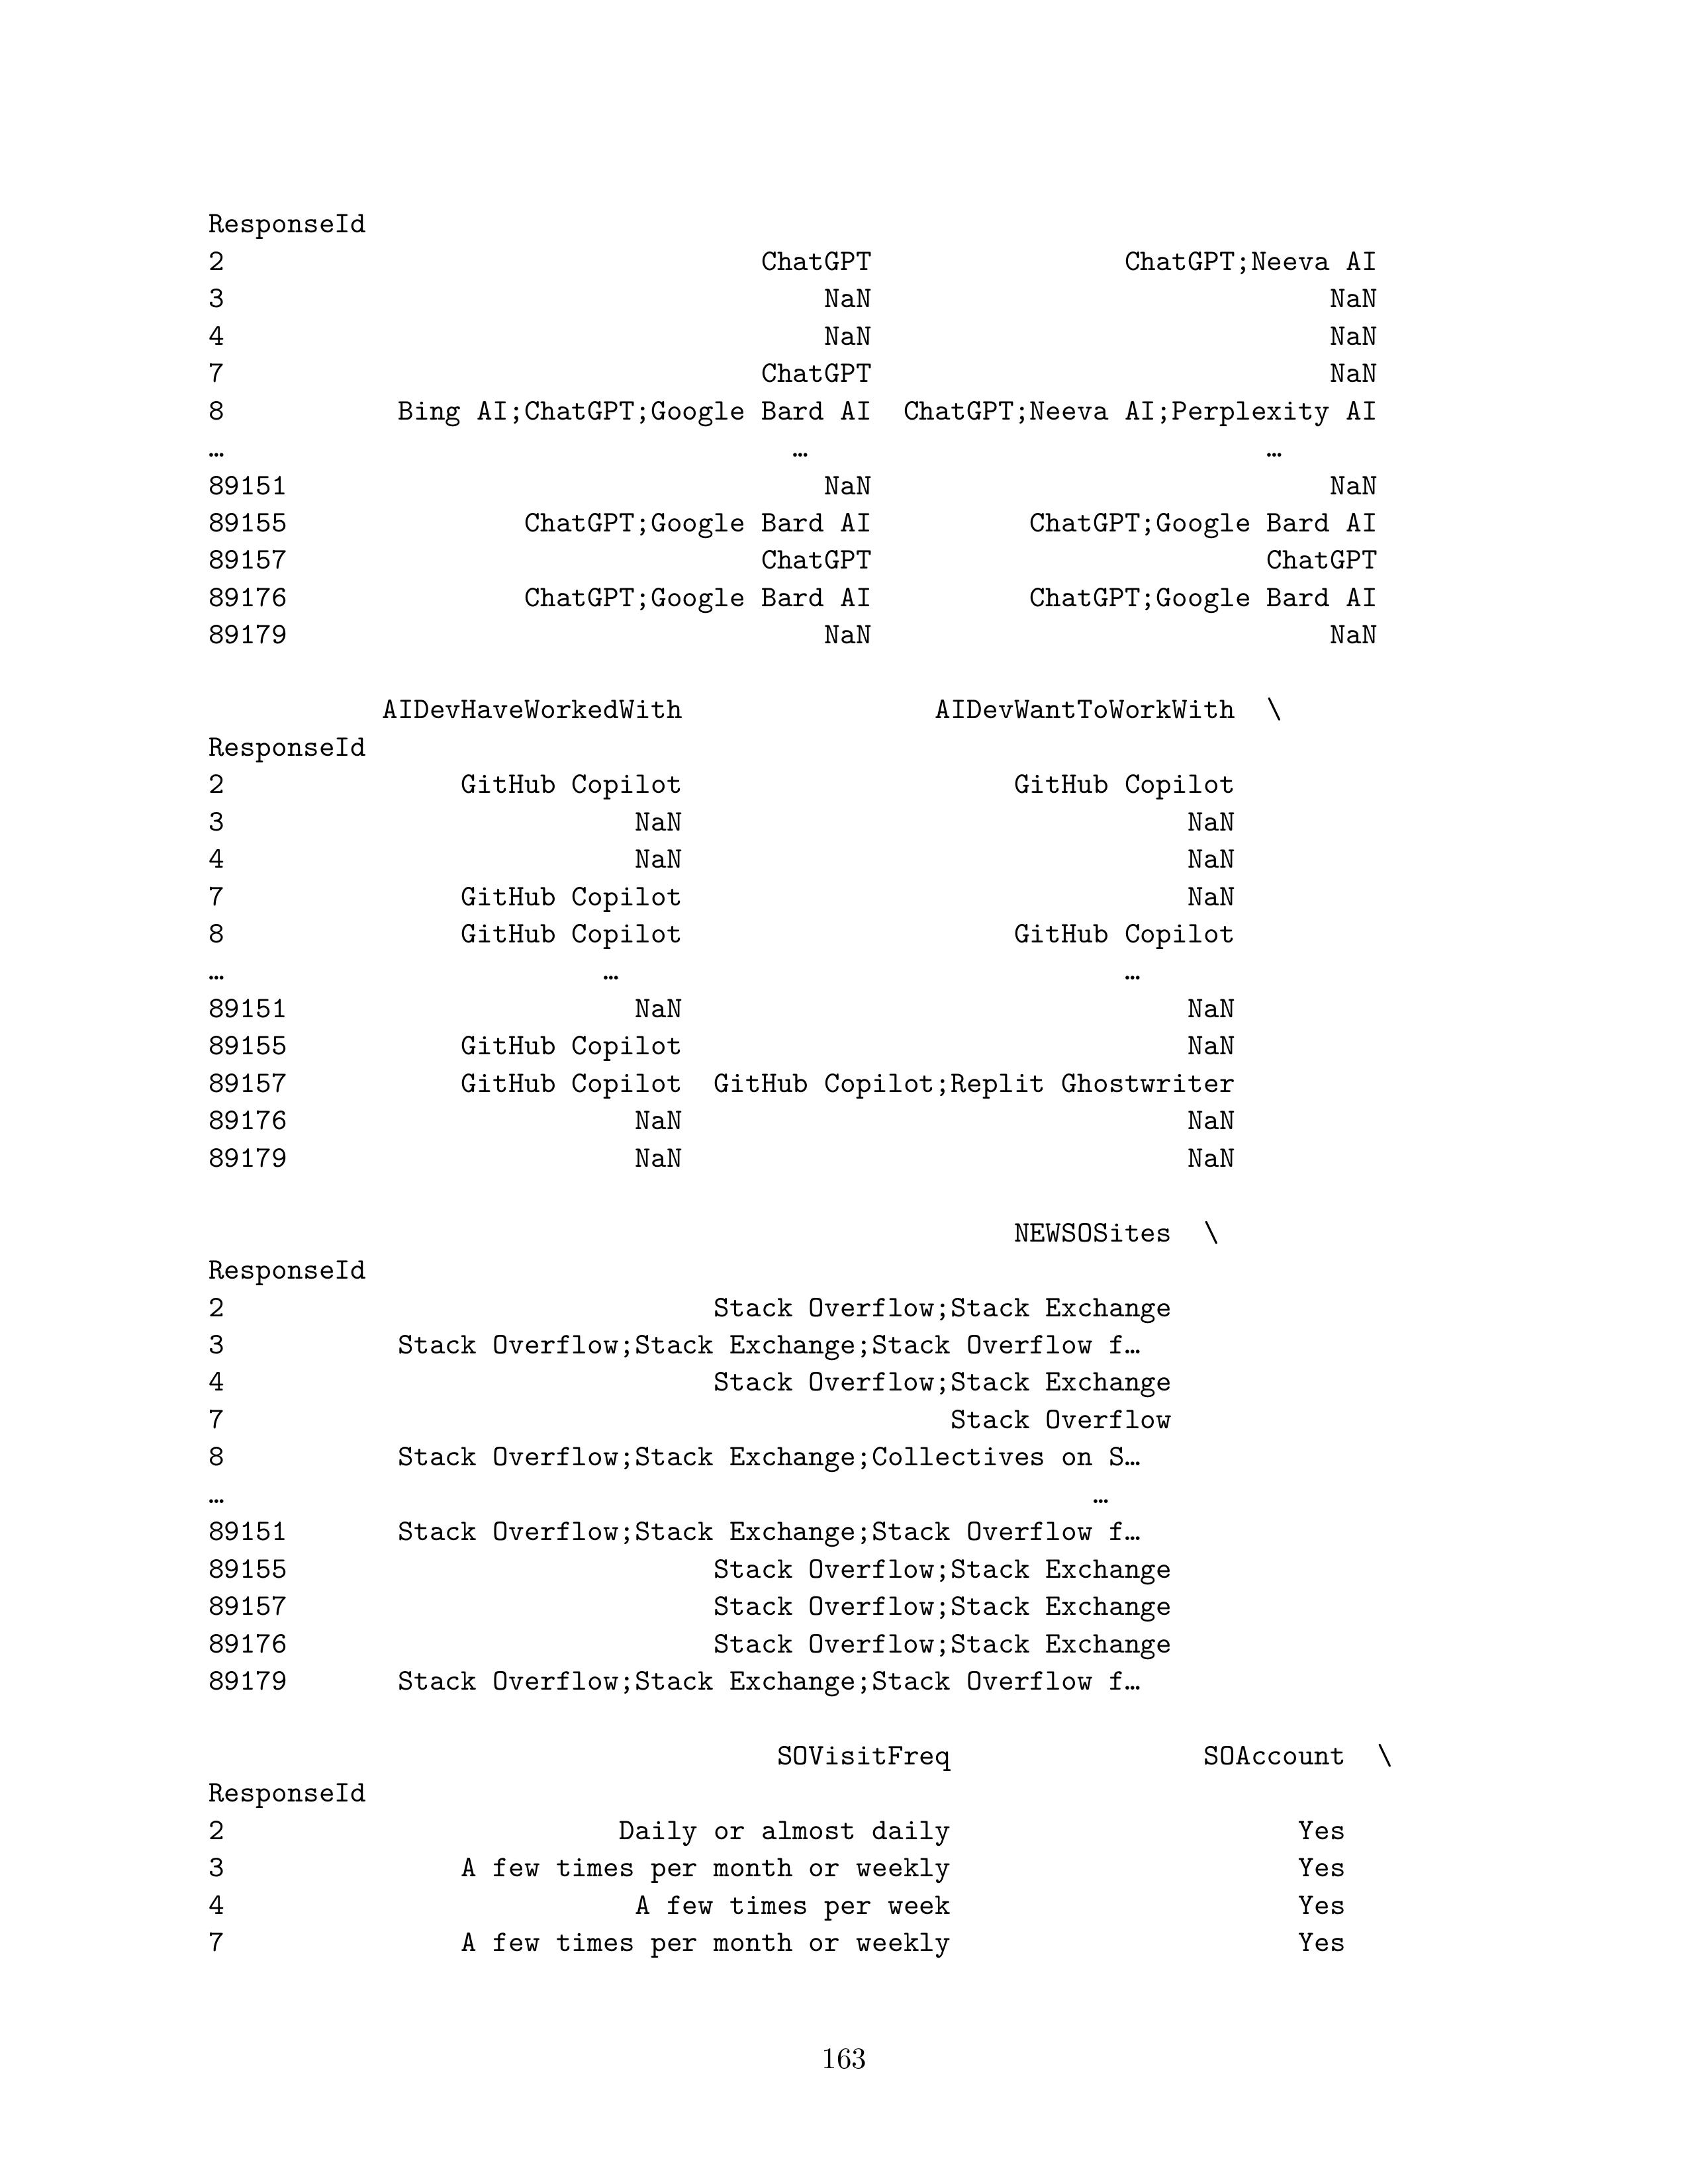 ResponseId
2 ChatGPT ChatGPT;Neeva AI
3 NaN NaN
4 NaN NaN
7 ChatGPT NaN
8 Bing AI;ChatGPT;Google Bard AI ChatGPT;Neeva AI;Perplexity AI
… … …
89151 NaN NaN
89155 ChatGPT;Google Bard AI ChatGPT;Google Bard AI
89157 ChatGPT ChatGPT
89176 ChatGPT;Google Bard AI ChatGPT;Google Bard AI
89179 NaN NaN
AIDevHaveWorkedWith AIDevWantToWorkWith \
ResponseId
2 GitHub Copilot GitHub Copilot
3 NaN NaN
4 NaN NaN
7 GitHub Copilot NaN
8 GitHub Copilot GitHub Copilot
… … …
89151 NaN NaN
89155 GitHub Copilot NaN
89157 GitHub Copilot GitHub Copilot;Replit Ghostwriter
89176 NaN NaN
89179 NaN NaN
NEWSOSites \
ResponseId
2 Stack Overflow;Stack Exchange
3 Stack Overflow;Stack Exchange;Stack Overflow f…
4 Stack Overflow;Stack Exchange
7 Stack Overflow
8 Stack Overflow;Stack Exchange;Collectives on S…
… …
89151 Stack Overflow;Stack Exchange;Stack Overflow f…
89155 Stack Overflow;Stack Exchange
89157 Stack Overflow;Stack Exchange
89176 Stack Overflow;Stack Exchange
89179 Stack Overflow;Stack Exchange;Stack Overflow f…
SOVisitFreq SOAccount \
ResponseId
2 Daily or almost daily Yes
3 A few times per month or weekly Yes
4 A few times per week Yes
7 A few times per month or weekly Yes
163